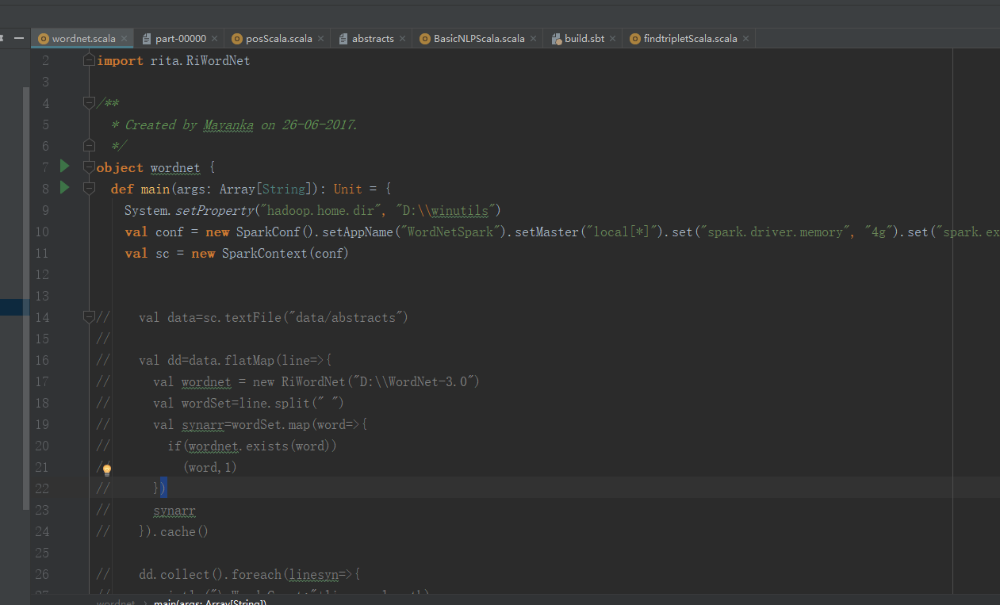 wordnet.scala part-00000 posScala.scala abstracts BasicNLPScala.scala build.sbt findtripletScala.scala
2 import rita.RiWordNet
3
4 /**
5 * Created by Mayanka on 26-06-2017.
6 */
7 object wordnet {
8 def main(args: Array[String]): Unit = {
9 System.setProperty("hadoop.home.dir", "D:\\winutils")
10 val conf = new SparkConf().setAppName("WordNetSpark").setMaster("local[*]").set("spark.driver.memory", "4g").set("spark.ex
11 val sc = new SparkContext(conf)
12
13
14 // val data=sc.textFile("data/abstracts")
15 //
16 // val dd=data.flatMap(line=>{
17 // val wordnet = new RiWordNet("D:\\WordNet-3.0")
18 // val wordSet=line.split(" ")
19 // val synarr=wordSet.map(word=>{
20 // if(wordnet.exists(word))
21 / (word,1)
22 // })
23 // synarr
24 // }).cache()
25
26 // dd.collect().foreach(linesyn=>{
wordnet > main(args: Array[String])